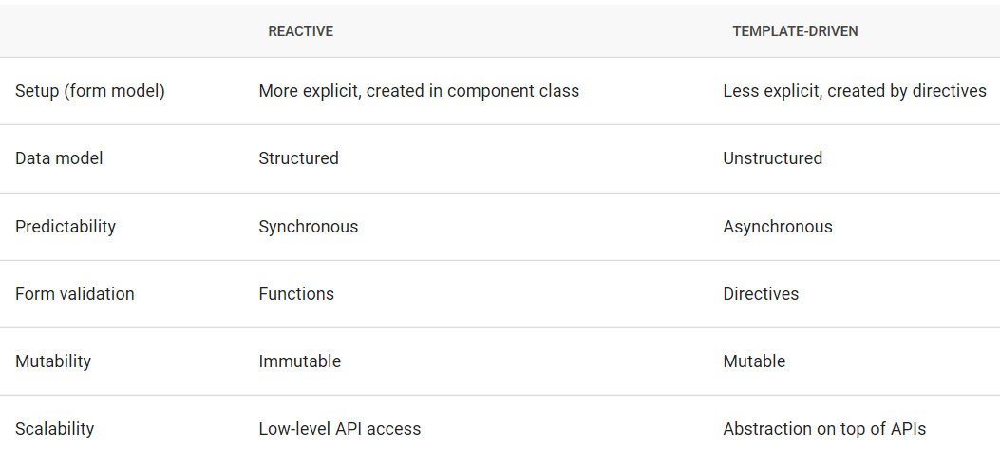 REACTIVE TEMPLATE-DRIVEN
Setup (form model) More explicit, created in component class Less explicit, created by directives
Data model Structured Unstructured
Predictability Synchronous Asynchronous
Form validation Functions Directives
Mutability Immutable Mutable
Scalability Low-level API access Abstraction on top of APIs